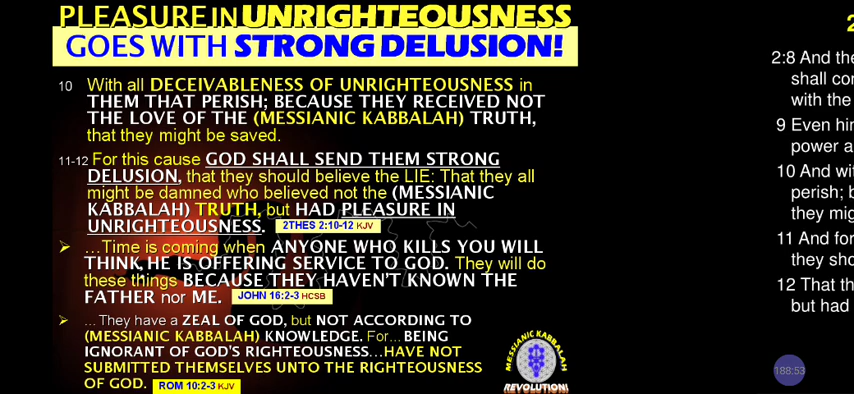 PLEASURE IN UNRIGHTEOUSNESS
GOES WITH STRONG DELUSION!
10 With all DECEIVABLENESS OF UNRIGHTEOUSNESS in
THEM THAT PERISH; BECAUSE THEY RECEIVED NOT
THE LOVE OF THE (MESSIANIC KABBALAH) TRUTH,
that they might be saved.
11-12 For this cause GOD SHALL SEND THEM STRONG
DELUSION, that they should believe the LIE: That they all
might be damned who believed not the (MESSIANIC
KABBALAH) TRUTH, but HAD PLEASURE IN
UNRIGHTEOUSNESS. 2THES 2:10-12 KJV
➢ …Time is coming when ANYONE WHO KILLS YOU WILL
THINK HE IS OFFERING SERVICE TO GOD. They will do
these things BECAUSE THEY HAVEN'T KNOWN THE
FATHER nor ME. JOHN 16:2-3 HCSB
➢ ... They have a ZEAL OF GOD, but NOT ACCORDING TO
(MESSIANIC KABBALAH) KNOWLEDGE. For... BEING
IGNORANT OF GOD'S RIGHTEOUSNESS...HAVE NOT
SUBMITTED THEMSELVES UNTO THE RIGHTEOUSNESS
OF GOD. ROM 10:2-3 KJV
MESSIANIC KABBALAH
REVOLUTION!
2
2:8 And the
shall con
with the
9 Even him
power a
10 And wit
perish; b
they mig
11 And for
they sho
12 That th
but had
188:53